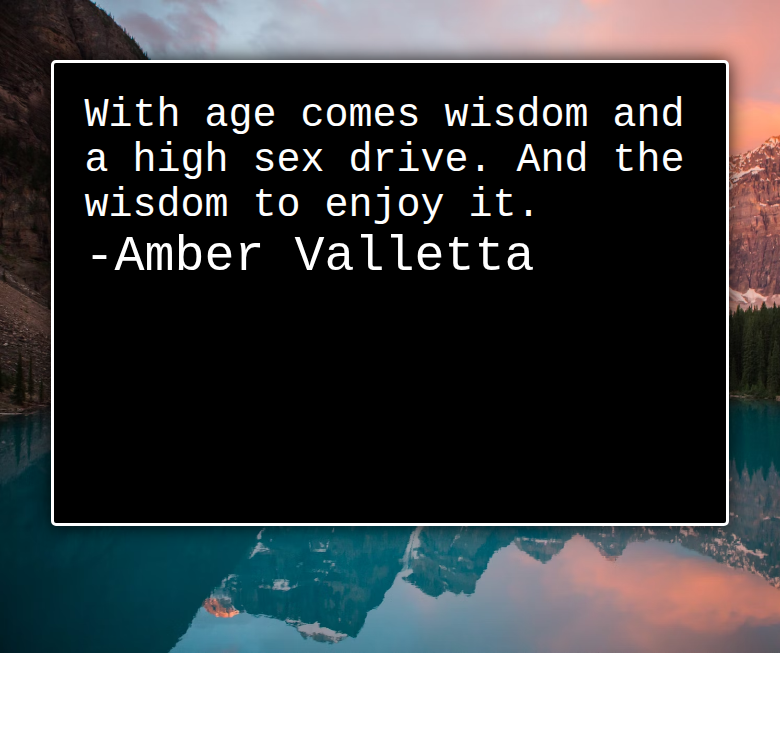 With age comes wisdom and
a high sex drive. And the
wisdom to enjoy it.
-Amber Valletta